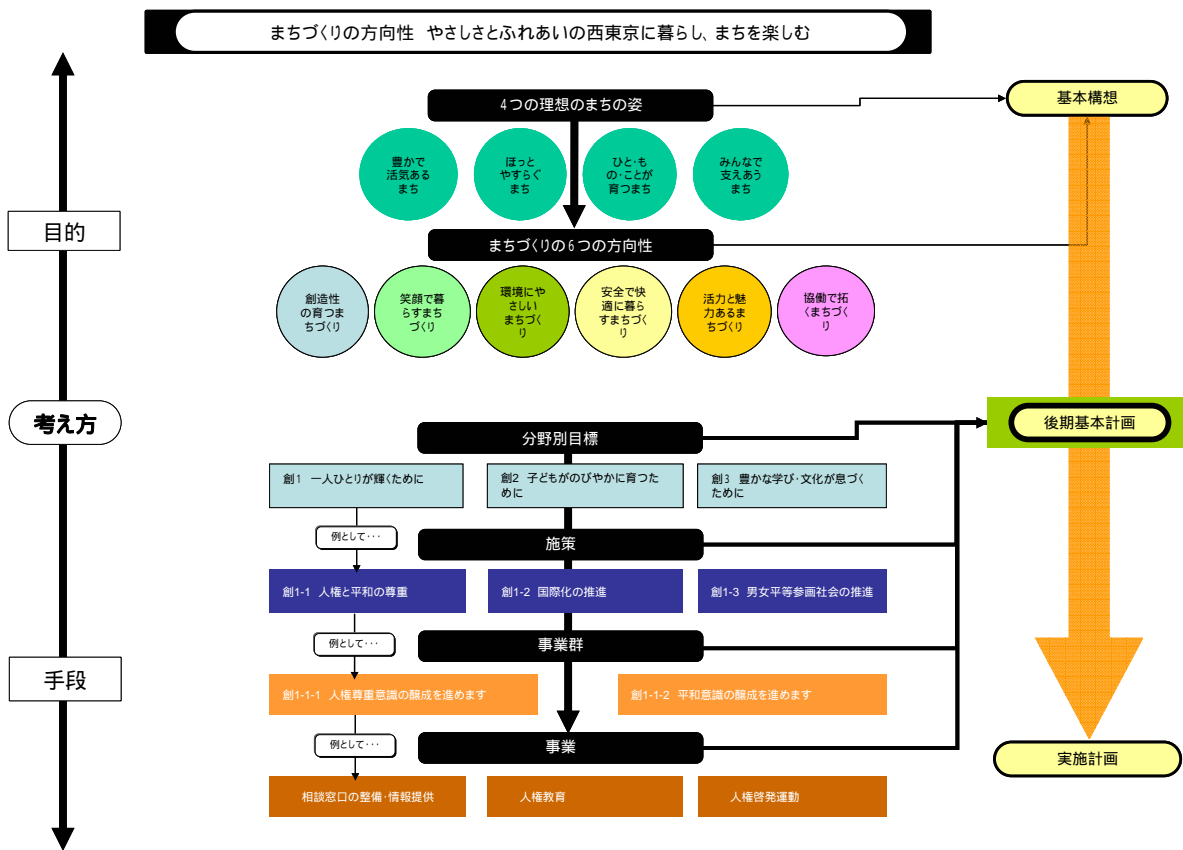 まちづくりの方向性 やさしさとふれあいの西東京に暮らし、まちを楽しむ
4つの理想のまちの姿
基本構想
豊かで
活気ある
まち
ほっと
やすらぐ
まち
ひと・も
の・ことが
育つまち
みんなで
支えあう
まち
目的
まちづくりの6つの方向性
創造性
の育つま
ちづくり
笑顔で暮
らすまち
づくり
環境にや
さしい
まちづく
り
安全で快
適に暮ら
すまちづく
り
活力と魅
力あるま
ちづくり
協働で拓
くまちづく
り
考え方
後期基本計画
分野別目標
創1 一人ひとりが輝くために
創2 子どもがのびやかに育つた
めに
創3 豊かな学び・文化が息づく
ために
例として・・・
施策
創1-1 人権と平和の尊重
創1-2 国際化の推進
創1-3 男女平等参画社会の推進
例として・・・
事業群
手段
創1-1-1 人権尊重意識の醸成を進めます
創1-1-2 平和意識の醸成を進めます
例として・・・
事業
実施計画
相談窓口の整備・情報提供
人権教育
人権啓発運動